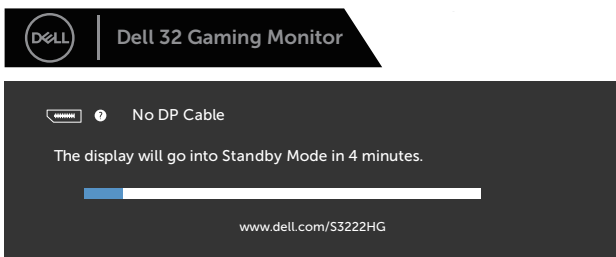 DELL
Dell 32 Gaming Monitor
? No DP Cable
The display will go into Standby Mode in 4 minutes.
www.dell.com/S3222HG